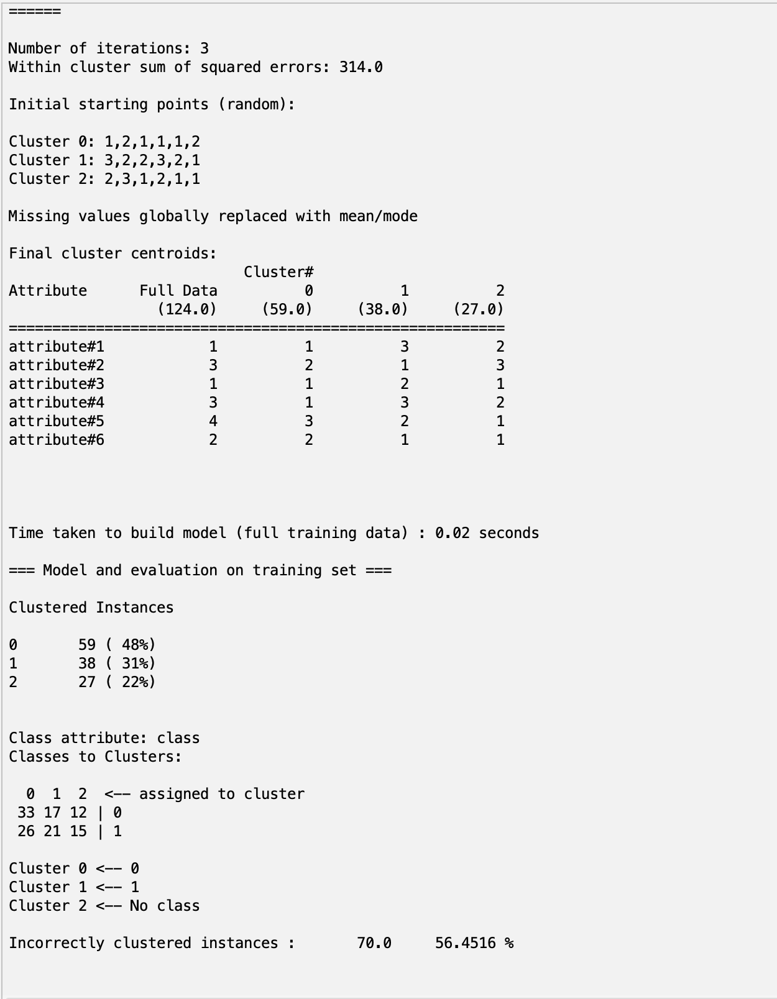 ======
Number of iterations: 3
Within cluster sum of squared errors: 314.0
Initial starting points (random):
Cluster 0: 1,2,1,1,1,2
Cluster 1: 3,2,2,3,2,1
Cluster 2: 2,3,1,2,1,1
Missing values globally replaced with mean/mode
Final cluster centroids:
                           Cluster#
Attribute      Full Data          0          1          2
                 (124.0)     (59.0)     (38.0)     (27.0)
=========================================================
attribute#1            1          1          3          2
attribute#2            3          2          1          3
attribute#3            1          1          2          1
attribute#4            3          1          3          2
attribute#5            4          3          2          1
attribute#6            2          2          1          1
Time taken to build model (full training data) : 0.02 seconds
=== Model and evaluation on training set ===
Clustered Instances
0       59 ( 48%)
1       38 ( 31%)
2       27 ( 22%)
Class attribute: class
Classes to Clusters:
  0  1  2  <-- assigned to cluster
 33 17 12 | 0
 26 21 15 | 1
Cluster 0 <-- 0
Cluster 1 <-- 1
Cluster 2 <-- No class
Incorrectly clustered instances :       70.0     56.4516 %